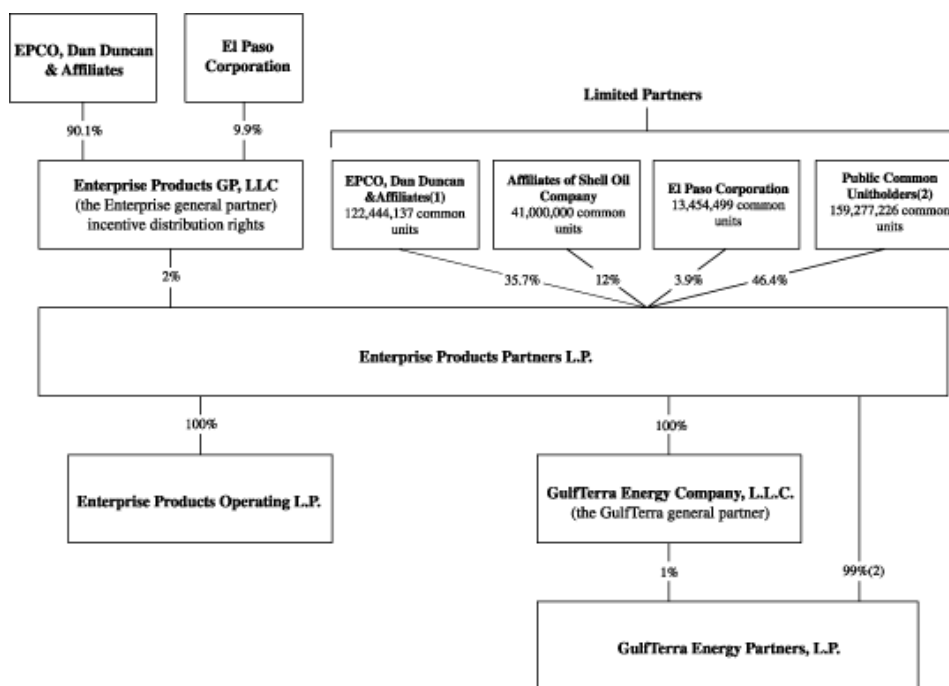 EPCO, Dan Duncan
& Affiliates
El Paso
Corporation
90.1%
9.9%
Limited Partners
Enterprise Products GP, LLC
(the Enterprise general partner)
incentive distribution rights
EPCO, Dan Duncan
&Affiliates(1)
122,444,137 common
units
Affiliates of Shell Oil
Company
41,000,000 common
units
El Paso Corporation
13,454,499 common
units
Public Common
Unitholders(2)
159,277,226 common
units
2%
35.7%
12%
3.9%
46.4%
Enterprise Products Partners L.P.
100%
100%
Enterprise Products Operating L.P.
GulfTerra Energy Company, L.L.C.
(the GulfTerra general partner)
1%
99%(2)
GulfTerra Energy Partners, L.P.